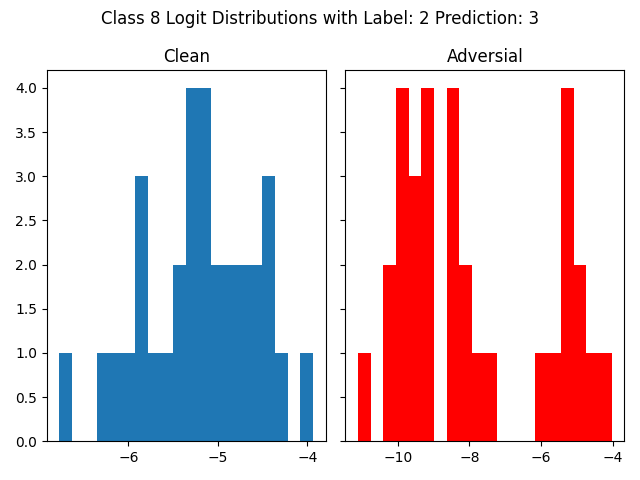 Class 8 Logit Distributions with Label: 2 Prediction: 3
Clean
Adversial
4.0
3.5
3.0
2.5
2.0
1.5
1.0
0.5
0.0
−6 −5 −4
−10 −8 −6 −4